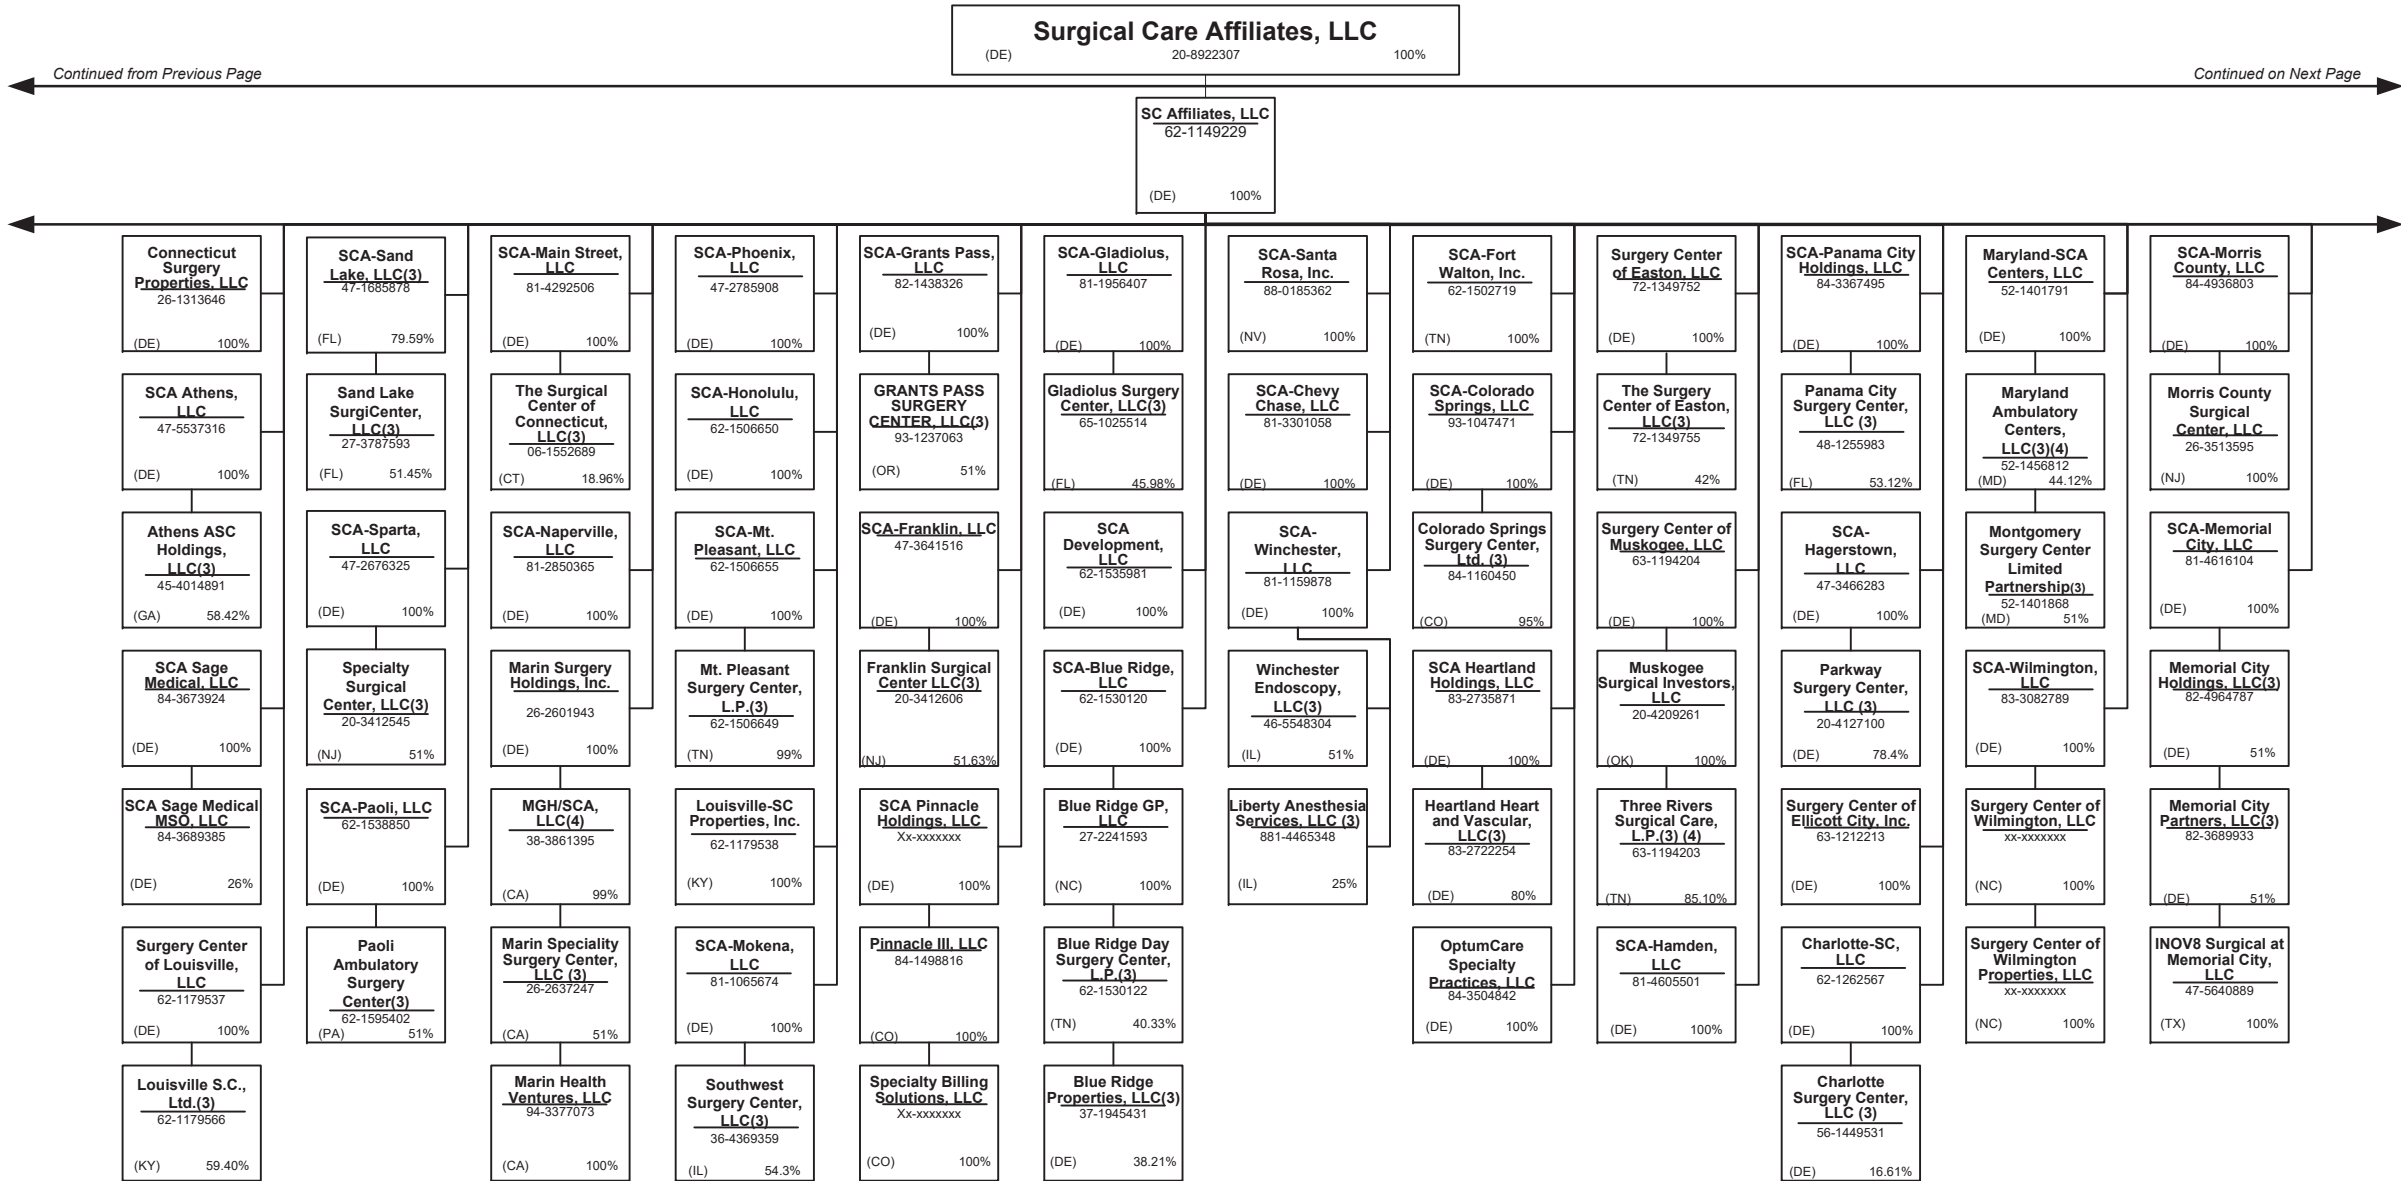 Surgical Care Affiliates, LLC
(DE) 20-8922307 100%
Continued from Previous Page
Continued on Next Page
SC Affiliates, LLC
62-1149229
(DE) 100%
Connecticut
Surgery
Properties, LLC
26-1313646
(DE) 100%
SCA Athens,
LLC
47-5537316
(DE) 100%
Athens ASC
Holdings,
LLC(3)
45-4014891
(GA) 58.42%
SCA Sage
Medical, LLC
84-3673924
(DE) 100%
SCA Sage Medical
MSO, LLC
84-3689385
(DE) 26%
Surgery Center
of Louisville,
LLC
62-1179537
(DE) 100%
Louisville S.C.,
Ltd.(3)
62-1179566
(KY) 59.40%
SCA-Sand
Lake, LLC(3)
47-1685878
(FL) 79.59%
Sand Lake
SurgiCenter,
LLC(3)
27-3787593
(FL) 51.45%
SCA-Sparta,
LLC
47-2676325
(DE) 100%
Specialty
Surgical
Center, LLC(3)
20-3412545
(NJ) 51%
SCA-Paoli, LLC
62-1538850
(DE) 100%
Paoli
Ambulatory
Surgery
Center(3)
62-1595402
(PA) 51%
SCA-Main Street,
LLC
81-4292506
(DE) 100%
The Surgical
Center of
Connecticut,
LLC(3)
06-1552689
(CT) 18.96%
SCA-Naperville,
LLC
81-2850365
(DE) 100%
Marin Surgery
Holdings, Inc.
26-2601943
(DE) 100%
MGH/SCA,
LLC(4)
38-3861395
(CA) 99%
Marin Speciality
Surgery Center,
LLC (3)
26-2637247
(CA) 51%
Marin Health
Ventures, LLC
94-3377073
(CA) 100%
SCA-Phoenix,
LLC
47-2785908
(DE) 100%
SCA-Honolulu,
LLC
62-1506650
(DE) 100%
SCA-Mt.
Pleasant, LLC
62-1506655
(DE) 100%
Mt. Pleasant
Surgery Center,
L.P.(3)
62-1506649
(TN) 99%
Louisville-SC
Properties, Inc.
62-1179538
(KY) 100%
SCA-Mokena,
LLC
81-1065674
(DE) 100%
Southwest
Surgery Center,
LLC(3)
36-4369359
(IL) 54.3%
SCA-Grants Pass,
LLC
82-1438326
(DE) 100%
GRANTS PASS
SURGERY
CENTER, LLC(3)
93-1237063
(OR) 51%
SCA-Franklin, LLC
47-3641516
(DE) 100%
Franklin Surgical
Center LLC(3)
20-3412606
(NJ) 51.63%
SCA Pinnacle
Holdings, LLC
Xx-xxxxxxx
(DE) 100%
Pinnacle III, LLC
84-1498816
(CO) 100%
Specialty Billing
Solutions, LLC
Xx-xxxxxxx
(CO) 100%
SCA-Gladiolus,
LLC
81-1956407
(DE) 100%
Gladiolus Surgery
Center, LLC(3)
65-1025514
(FL) 45.98%
SCA
Development,
LLC
62-1535981
(DE) 100%
SCA-Blue Ridge,
LLC
62-1530120
(DE) 100%
Blue Ridge GP,
LLC
27-2241593
(NC) 100%
Blue Ridge Day
Surgery Center,
L.P.(3)
62-1530122
(TN) 40.33%
Blue Ridge
Properties, LLC(3)
37-1945431
(DE) 38.21%
SCA-Santa
Rosa, Inc.
88-0185362
(NV) 100%
SCA-Chevy
Chase, LLC
81-3301058
(DE) 100%
SCA-
Winchester,
LLC
81-1159878
(DE) 100%
Winchester
Endoscopy,
LLC(3)
46-5548304
(IL) 51%
Liberty Anesthesia
Services, LLC (3)
881-4465348
(IL) 25%
SCA-Fort
Walton, Inc.
62-1502719
(TN) 100%
SCA-Colorado
Springs, LLC
93-1047471
(DE) 100%
Colorado Springs
Surgery Center,
Ltd. (3)
84-1160450
(CO) 95%
SCA Heartland
Holdings, LLC
83-2735871
(DE) 100%
Heartland Heart
and Vascular,
LLC(3)
83-2722254
(DE) 80%
OptumCare
Specialty
Practices, LLC
84-3504842
(DE) 100%
Surgery Center
of Easton, LLC
72-1349752
(DE) 100%
The Surgery
Center of Easton,
LLC(3)
72-1349755
(TN) 42%
Surgery Center of
Muskogee, LLC
63-1194204
(DE) 100%
Muskogee
Surgical Investors,
LLC
20-4209261
(OK) 100%
Three Rivers
Surgical Care,
L.P.(3) (4)
63-1194203
(TN) 85.10%
SCA-Hamden,
LLC
81-4605501
(DE) 100%
SCA-Panama City
Holdings, LLC
84-3367495
(DE) 100%
Panama City
Surgery Center,
LLC (3)
48-1255983
(FL) 53.12%
SCA-
Hagerstown,
LLC
47-3466283
(DE) 100%
Parkway
Surgery Center,
LLC (3)
20-4127100
(DE) 78.4%
Surgery Center of
Ellicott City, Inc.
63-1212213
(DE) 100%
Charlotte-SC,
LLC
62-1262567
(DE) 100%
Charlotte
Surgery Center,
LLC (3)
56-1449531
(DE) 16.61%
Maryland-SCA
Centers, LLC
52-1401791
(DE) 100%
Maryland
Ambulatory
Centers,
LLC(3)(4)
52-1456812
(MD) 44.12%
Montgomery
Surgery Center
Limited
Partnership(3)
52-1401868
(MD) 51%
SCA-Wilmington,
LLC
83-3082789
(DE) 100%
Surgery Center of
Wilmington, LLC
xx-xxxxxxx
(NC) 100%
Surgery Center of
Wilmington
Properties, LLC
xx-xxxxxxx
(NC) 100%
SCA-Morris
County, LLC
84-4936803
(DE) 100%
Morris County
Surgical
Center, LLC
26-3513595
(NJ) 100%
SCA-Memorial
City, LLC
81-4616104
(DE) 100%
Memorial City
Holdings, LLC(3)
82-4964787
(DE) 51%
Memorial City
Partners, LLC(3)
82-3689933
(DE) 51%
INOV8 Surgical at
Memorial City,
LLC
47-5640889
(TX) 100%